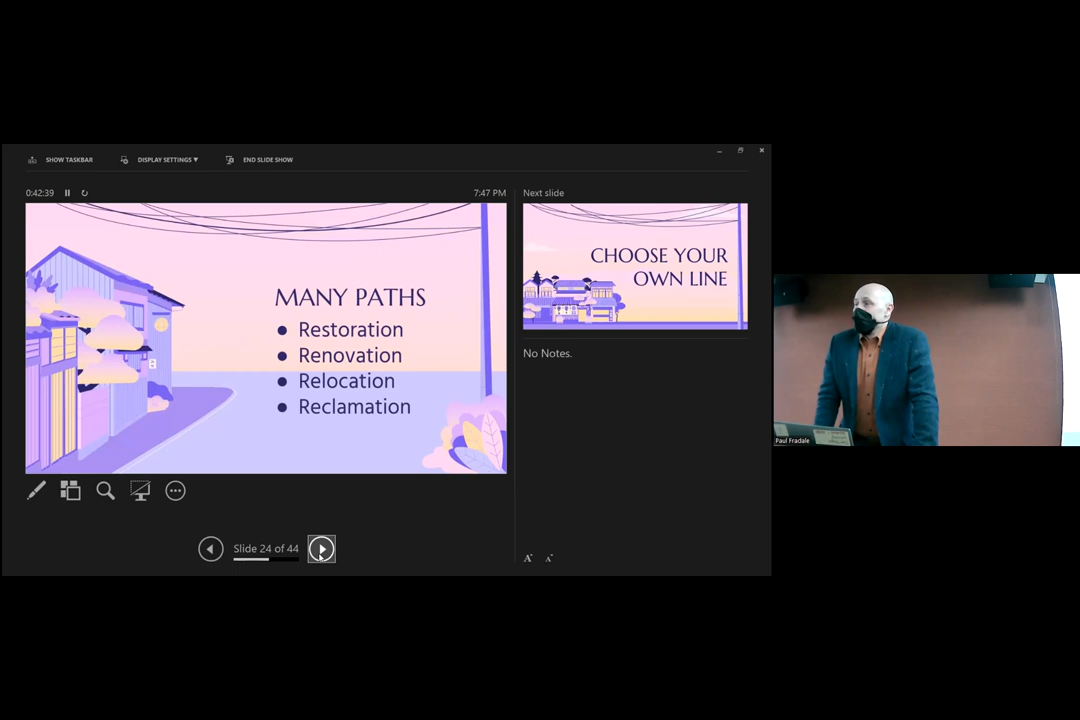 SHOW TASKBAR
DISPLAY SETTINGS ▼
END SLIDE SHOW
0:42:39
7:47 PM
Next slide
MANY PATHS
● Restoration
● Renovation
● Relocation
● Reclamation
CHOOSE YOUR
OWN LINE
No Notes.
Slide 24 of 44
A
A
Paul Fradale